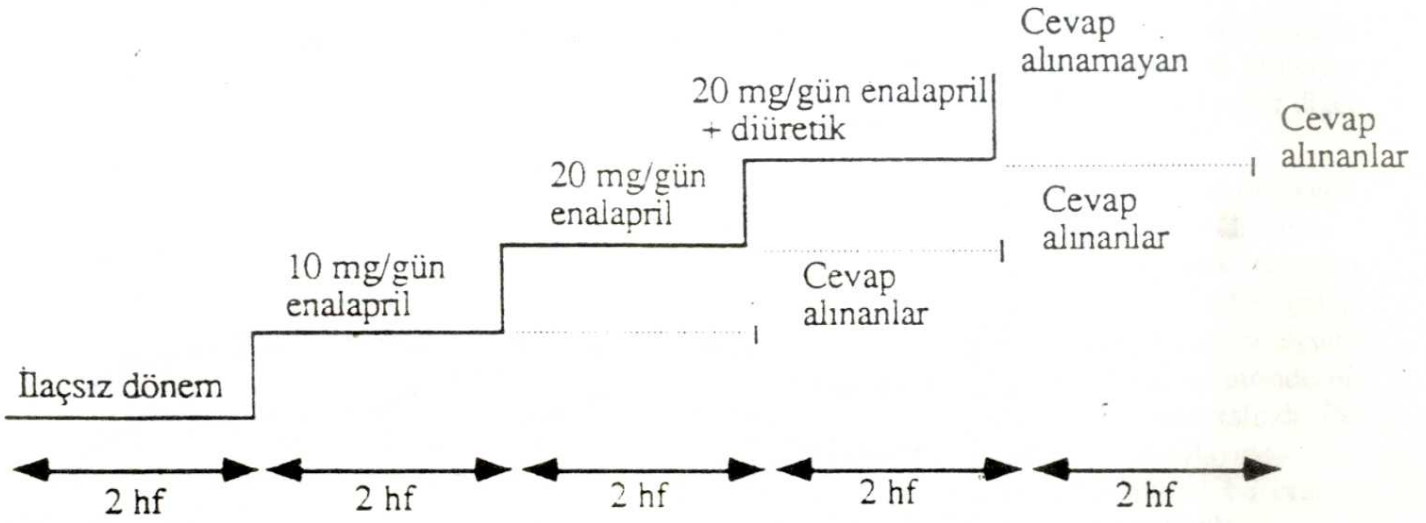 Cevap
alınamayan
20 mg/gün enalapril
+ diüretik
Cevap
alınanlar
20 mg/gün
enalapril
Cevap
alınanlar
10 mg/gün
enalapril
Cevap
alınanlar
İlaçsız dönem
2 hf
2 hf
2 hf
2 hf
2 hf